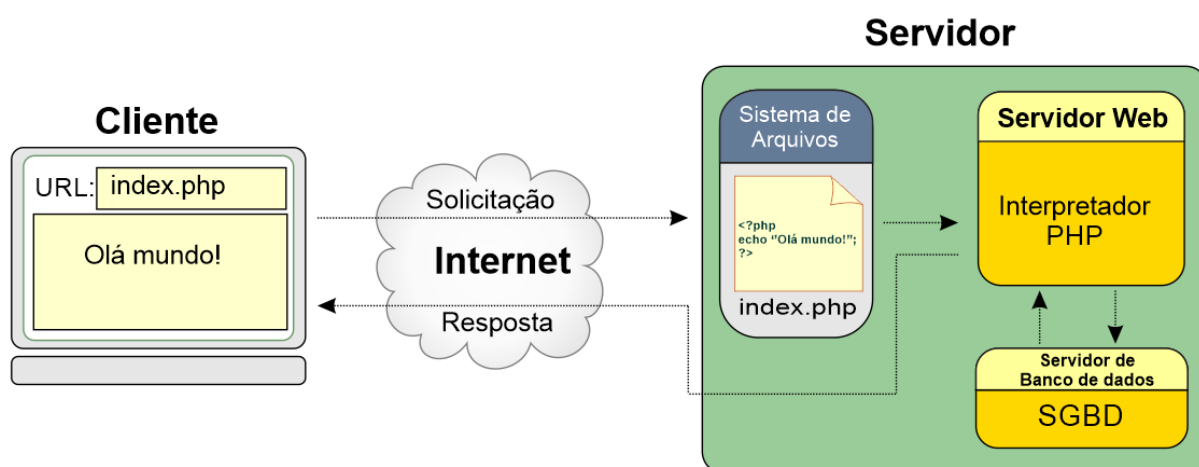 Servidor
Cliente
URL: index.php
Olá mundo!
Solicitação
Internet
Resposta
Sistema de
Arquivos
<?php
echo “Olá mundo!”;
?>
index.php
Servidor Web
Interpretador
PHP
Servidor de
Banco de dados
SGBD